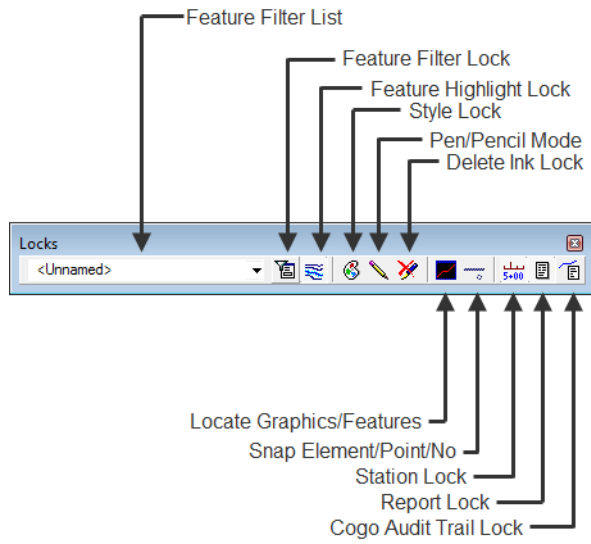 Feature Filter List
Feature Filter Lock
Feature Highlight Lock
Style Lock
Pen/Pencil Mode
Delete Ink Lock
Locks
<Unnamed>
5+00
Locate Graphics/Features
Snap Element/Point/No
Station Lock
Report Lock
Cogo Audit Trail Lock